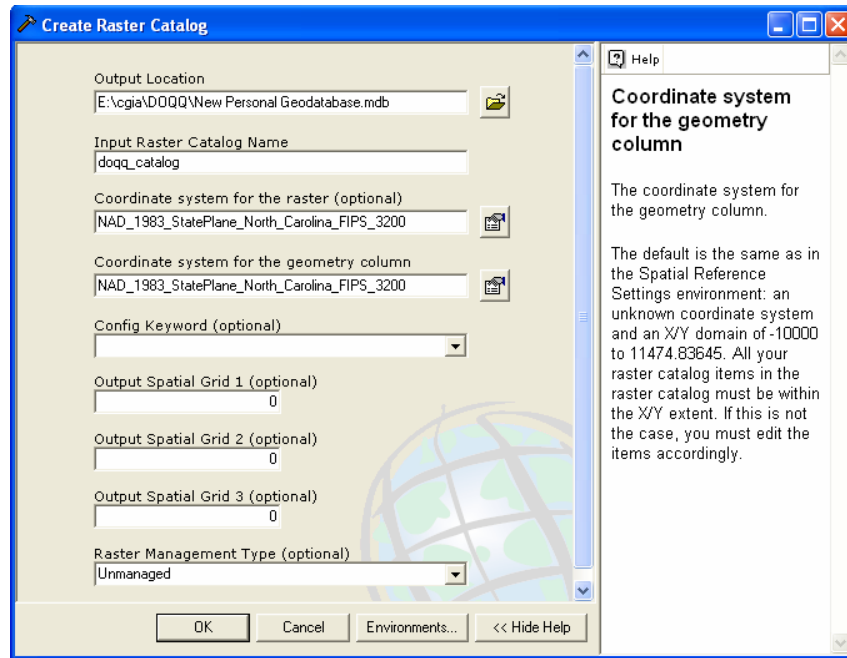 Create Raster Catalog
Output Location
E:\cgia\DOQQ\New Personal Geodatabase.mdb
Input Raster Catalog Name
doqq_catalog
Coordinate system for the raster (optional)
NAD_1983_StatePlane_North_Carolina_FIPS_3200
Coordinate system for the geometry column
NAD_1983_StatePlane_North_Carolina_FIPS_3200
Config Keyword (optional)
Output Spatial Grid 1 (optional)
0
Output Spatial Grid 2 (optional)
0
Output Spatial Grid 3 (optional)
0
Raster Management Type (optional)
Unmanaged
OK
Cancel
Environments...
<< Hide Help
Help
Coordinate system
for the geometry
column
The coordinate system for
the geometry column.
The default is the same as in
the Spatial Reference
Settings environment: an
unknown coordinate system
and an X/Y domain of -10000
to 11474.83645. All your
raster catalog items in the
raster catalog must be within
the X/Y extent. If this is not
the case, you must edit the
items accordingly.